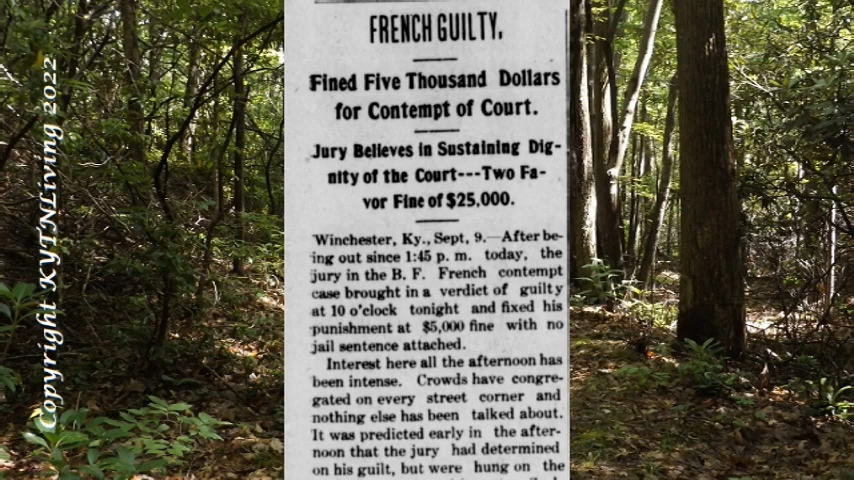 FRENCH GUILTY.
Fined Five Thousand Dollars
for Contempt of Court.
Jury Believes in Sustaining Dig-
nity of the Court---Two Fa-
vor Fine of $25,000.
Winchester, Ky., Sept, 9.—After be-
ing out since 1:45 p. m. today, the
jury in the B. F. French contempt
case brought in a verdict of guilty
at 10 o'clock tonight and fixed his
punishment at $5,000 fine with no
jail sentence attached.
Interest here all the afternoon has
been intense. Crowds have congre-
gated on every street corner and
nothing else has been talked about.
It was predicted early in the after-
noon that the jury had determined
on his guilt, but were hung on the
Copyright KYTNLiving 2022